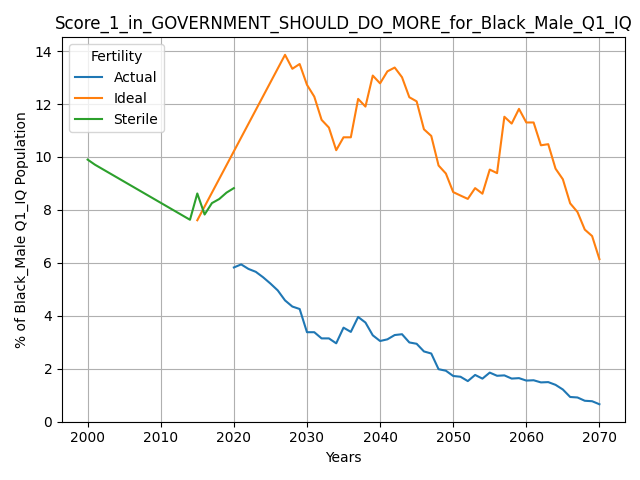 Score_1_in_GOVERNMENT_SHOULD_DO_MORE_for_Black_Male_Q1_IQ
Fertility
Actual
Ideal
Sterile
% of Black_Male Q1_IQ Population
14
12
10
8
6
4
2
0
2000 2010 2020 2030 2040 2050 2060 2070
Years